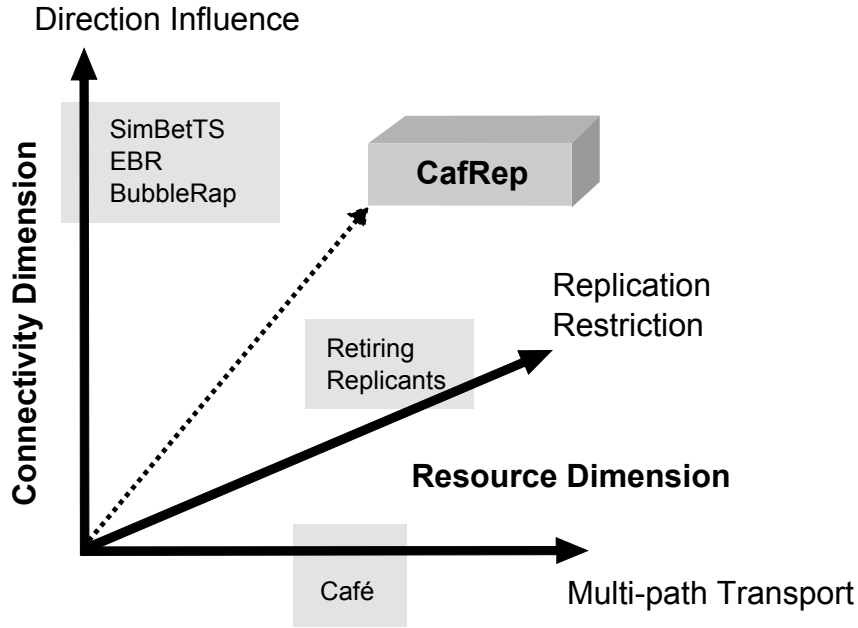 Direction Influence
SimBetTS
EBR
BubbleRap
CafRep
Connectivity Dimension
Replication
Restriction
Retiring
Replicants
Resource Dimension
Café
Multi-path Transport